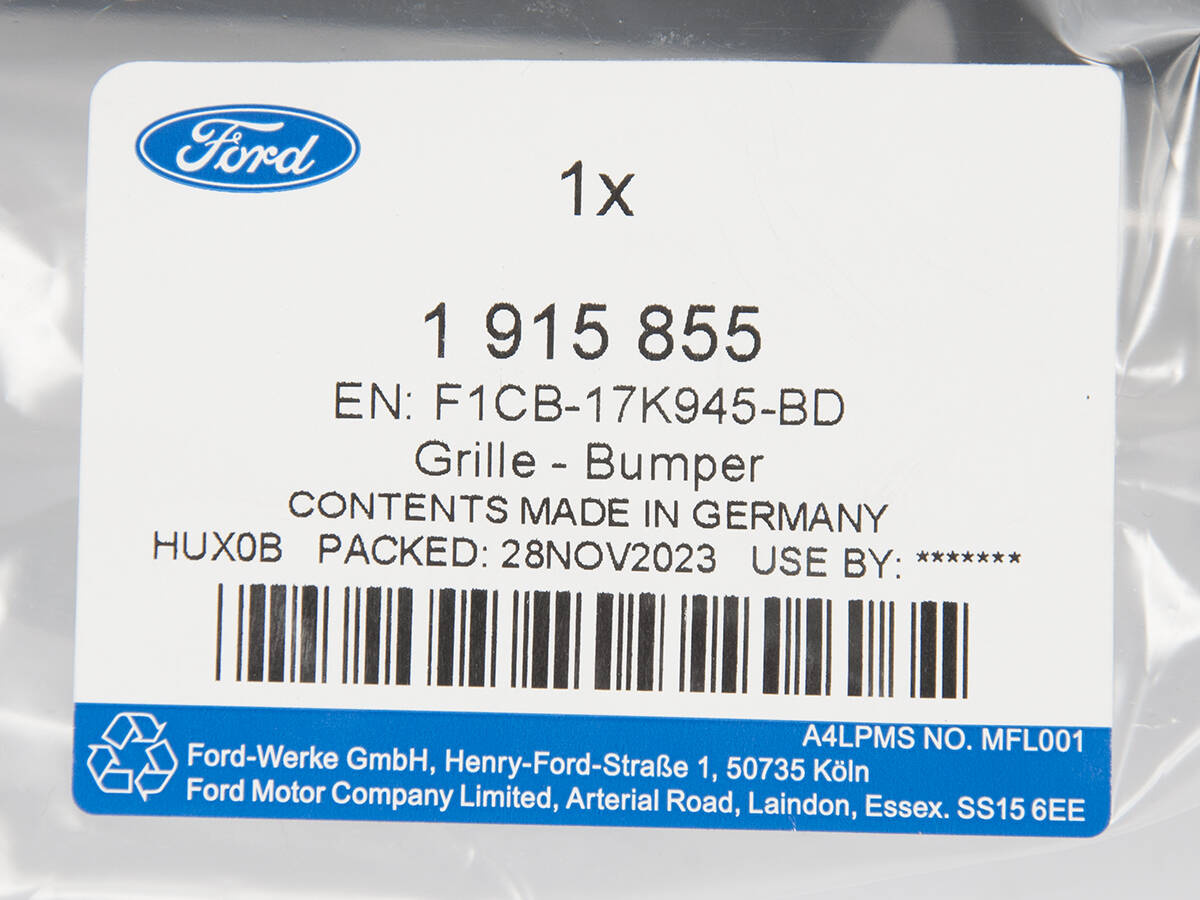 Ford
1x
1 915 855
EN: F1CB-17K945-BD
Grille - Bumper
CONTENTS MADE IN GERMANY
HUX0B PACKED: 28NOV2023 USE BY: *******
A4LPMS NO. MFL001
Ford-Werke GmbH, Henry-Ford-Straße 1, 50735 Köln
Ford Motor Company Limited, Arterial Road, Laindon, Essex. SS15 6EE